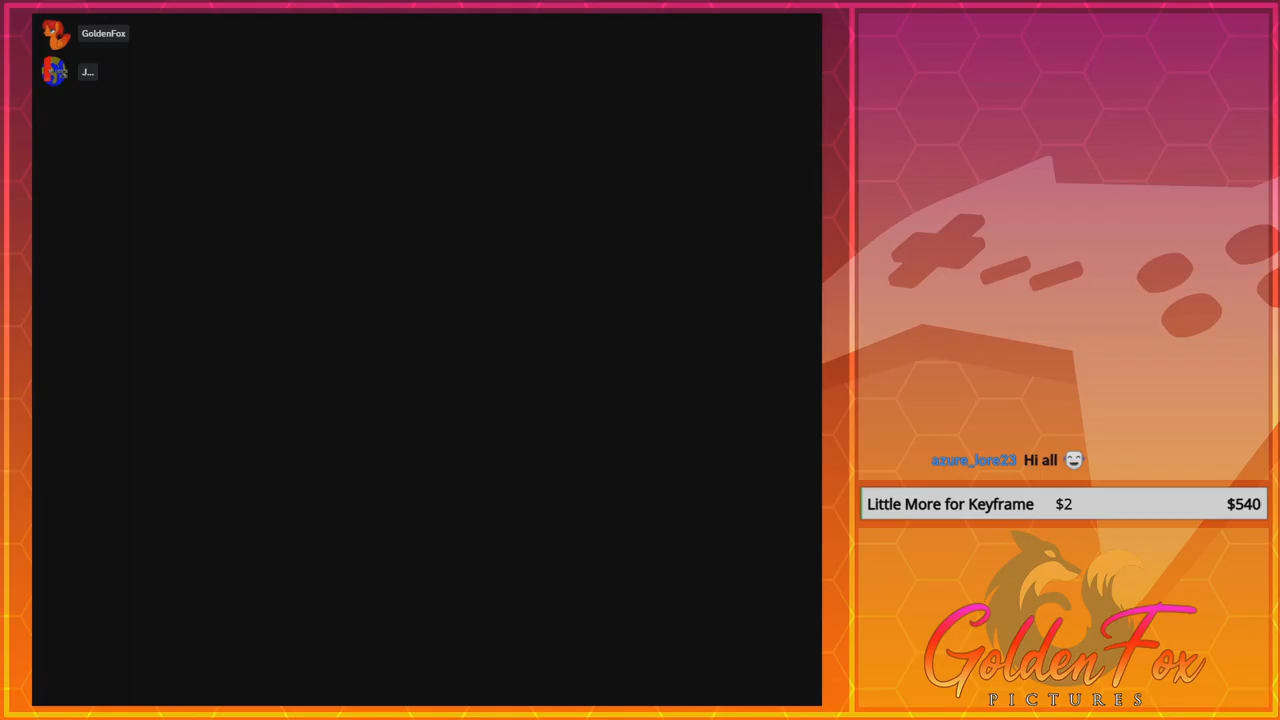 GoldenFox
J...
azure_lore23 Hi all
Little More for Keyframe $2 $540
GoldenFox
PICTURES